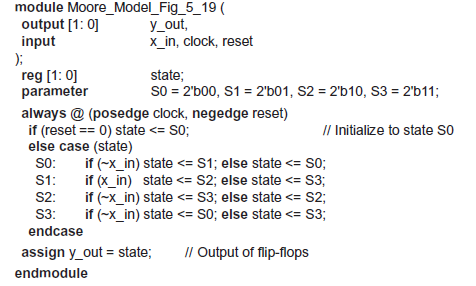 module Moore_Model_Fig_5_19 (
output [1: 0] y_out,
input x_in, clock, reset
);
reg [1: 0] state;
parameter S0 = 2'b00, S1 = 2'b01, S2 = 2'b10, S3 = 2'b11;
always @ (posedge clock, negedge reset)
if (reset == 0) state <= S0; // Initialize to state S0
else case (state)
S0: if (~x_in) state <= S1; else state <= S0;
S1: if (x_in) state <= S2; else state <= S3;
S2: if (~x_in) state <= S3; else state <= S2;
S3: if (~x_in) state <= S0; else state <= S3;
endcase
assign y_out = state; // Output of flip-flops
endmodule